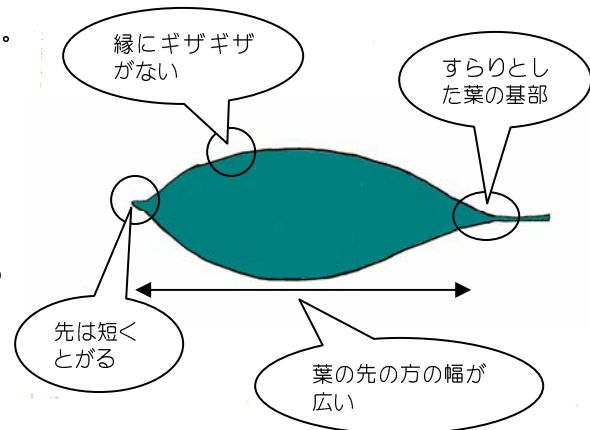 。
縁にギザギザ
がない
すらりとし
た葉の基部
先は短く
とがる
葉の先の方の幅が
広い